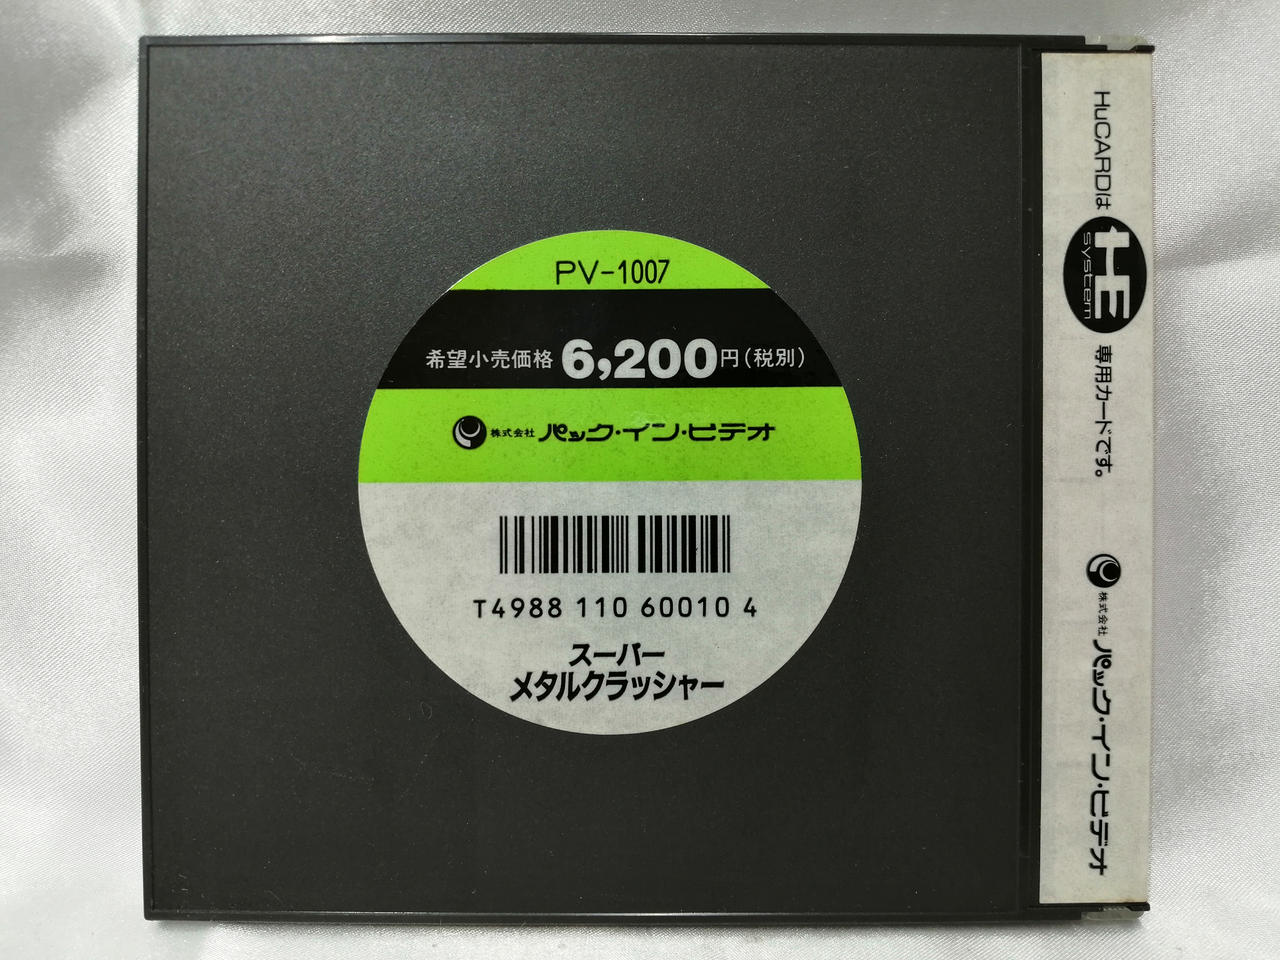 PV-1007
希望小売価格 6,200円(税別)
株式会社 パック・イン・ビデオ
T4988 110 60010 4
スーパー
メタルクラッシャー
HuCARDは HE system 専用カードです。
株式会社 パック・イン・ビデオ